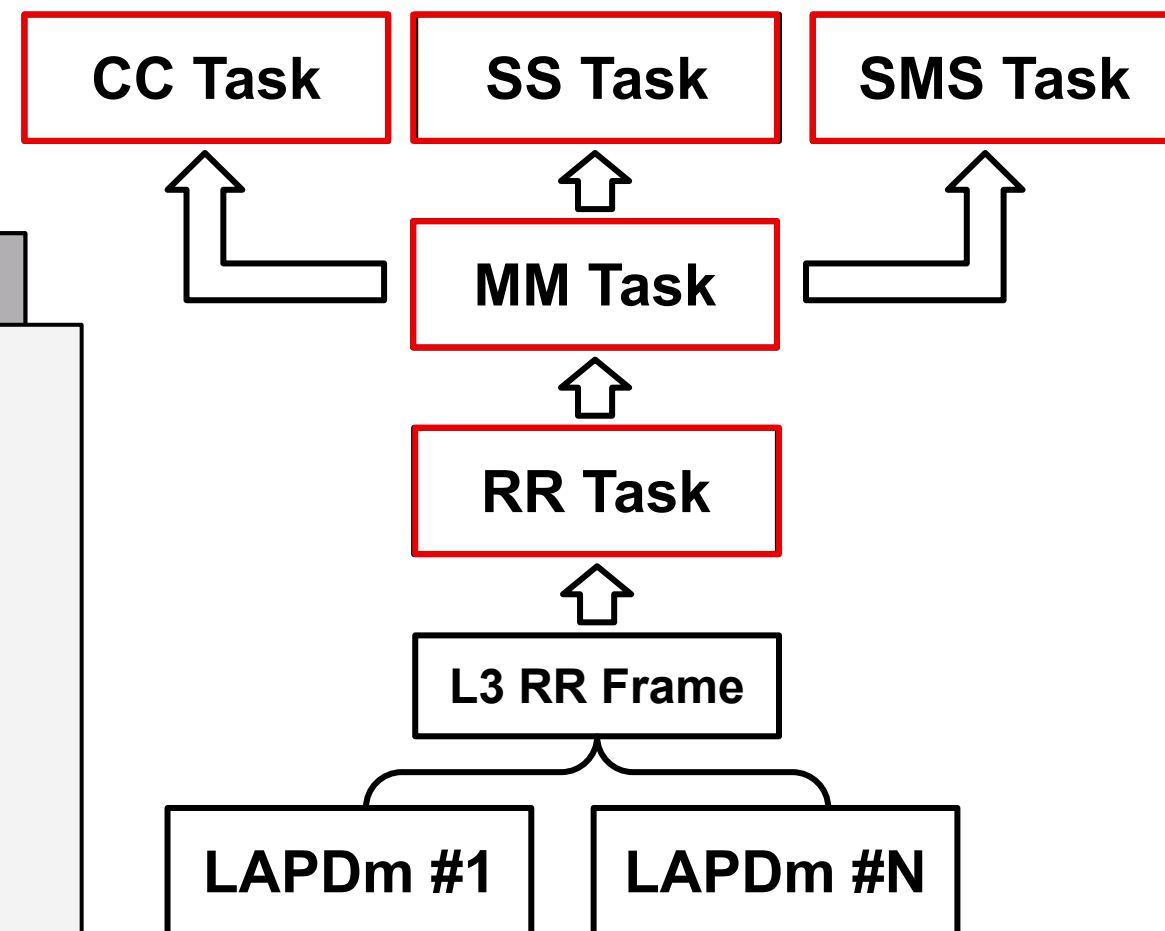 CC Task
SS Task
SMS Task
MM Task
RR Task
L3 RR Frame
LAPDm #1
LAPDm #N